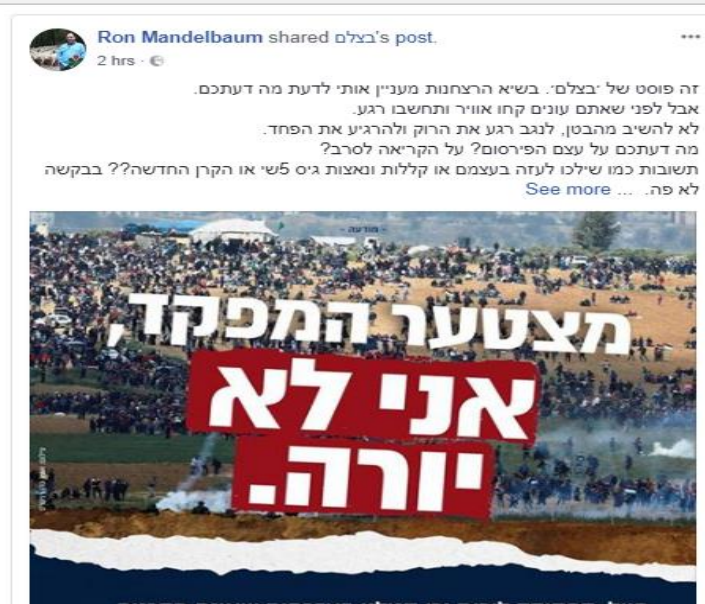 Ron Mandelbaum shared בצלם's post.
2 hrs ·
זה פוסט של 'בצלם'. בשיא הרצחנות מעניין אותי לדעת מה דעתכם.
אבל לפני שאתם עונים קחו אוויר ותחשבו רגע.
לא להשיב מהבטן, לנגב רגע את הרוק ולהרגיע את הפחד.
מה דעתכם על עצם הפירסום? על הקריאה לסרב?
תשובות כמו שילכו לעזה בעצמם או קללות ונאצות גיס 5שי או הקרן החדשה?? בבקשה
לא פה. ... See more
- מודעה -
מצטער המפקד,
אני לא
יורה.